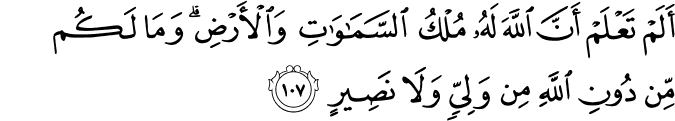 أَلَمْ تَعْلَمْ أَنَّ ٱللَّهَ لَهُۥ مُلْكُ ٱلسَّمَـٰوَٰتِ وَٱلْأَرْضِ ۗ وَمَا لَكُم
مِّن دُونِ ٱللَّهِ مِن وَلِىٍّ وَلَا نَصِيرٍ ١٠٧